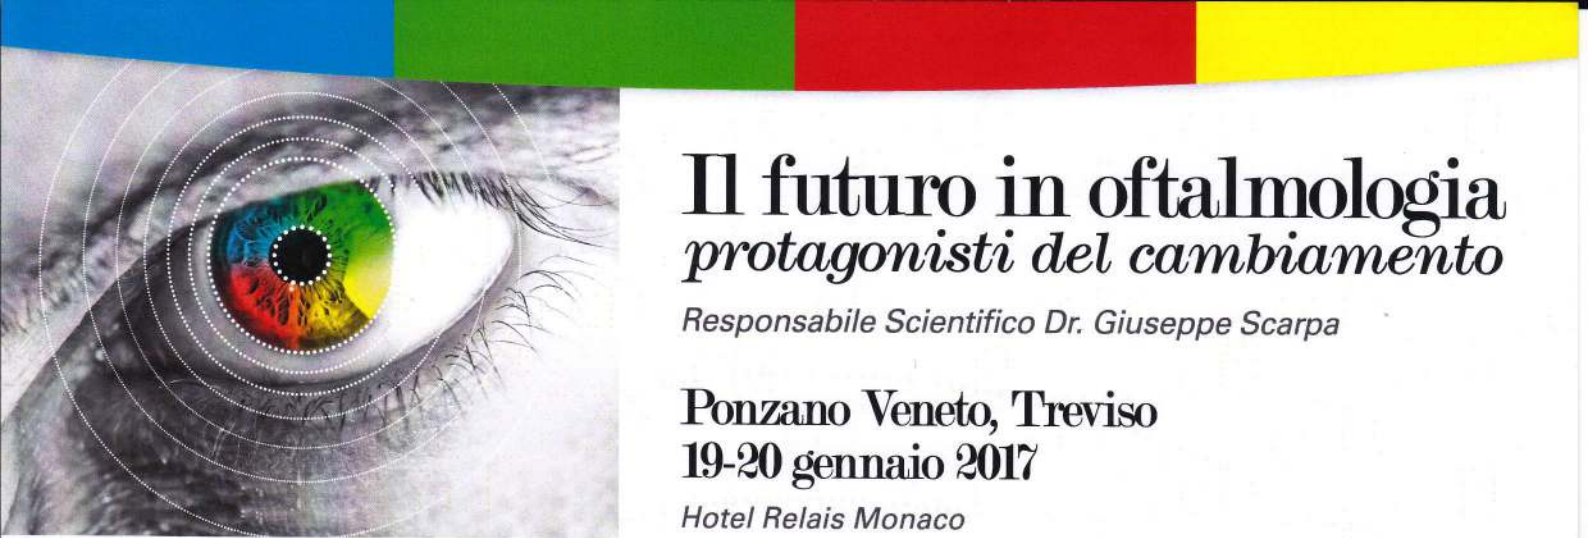 Il futuro in oftalmologia
protagonisti del cambiamento
Responsabile Scientifico Dr. Giuseppe Scarpa
Ponzano Veneto, Treviso
19-20 gennaio 2017
Hotel Relais Monaco